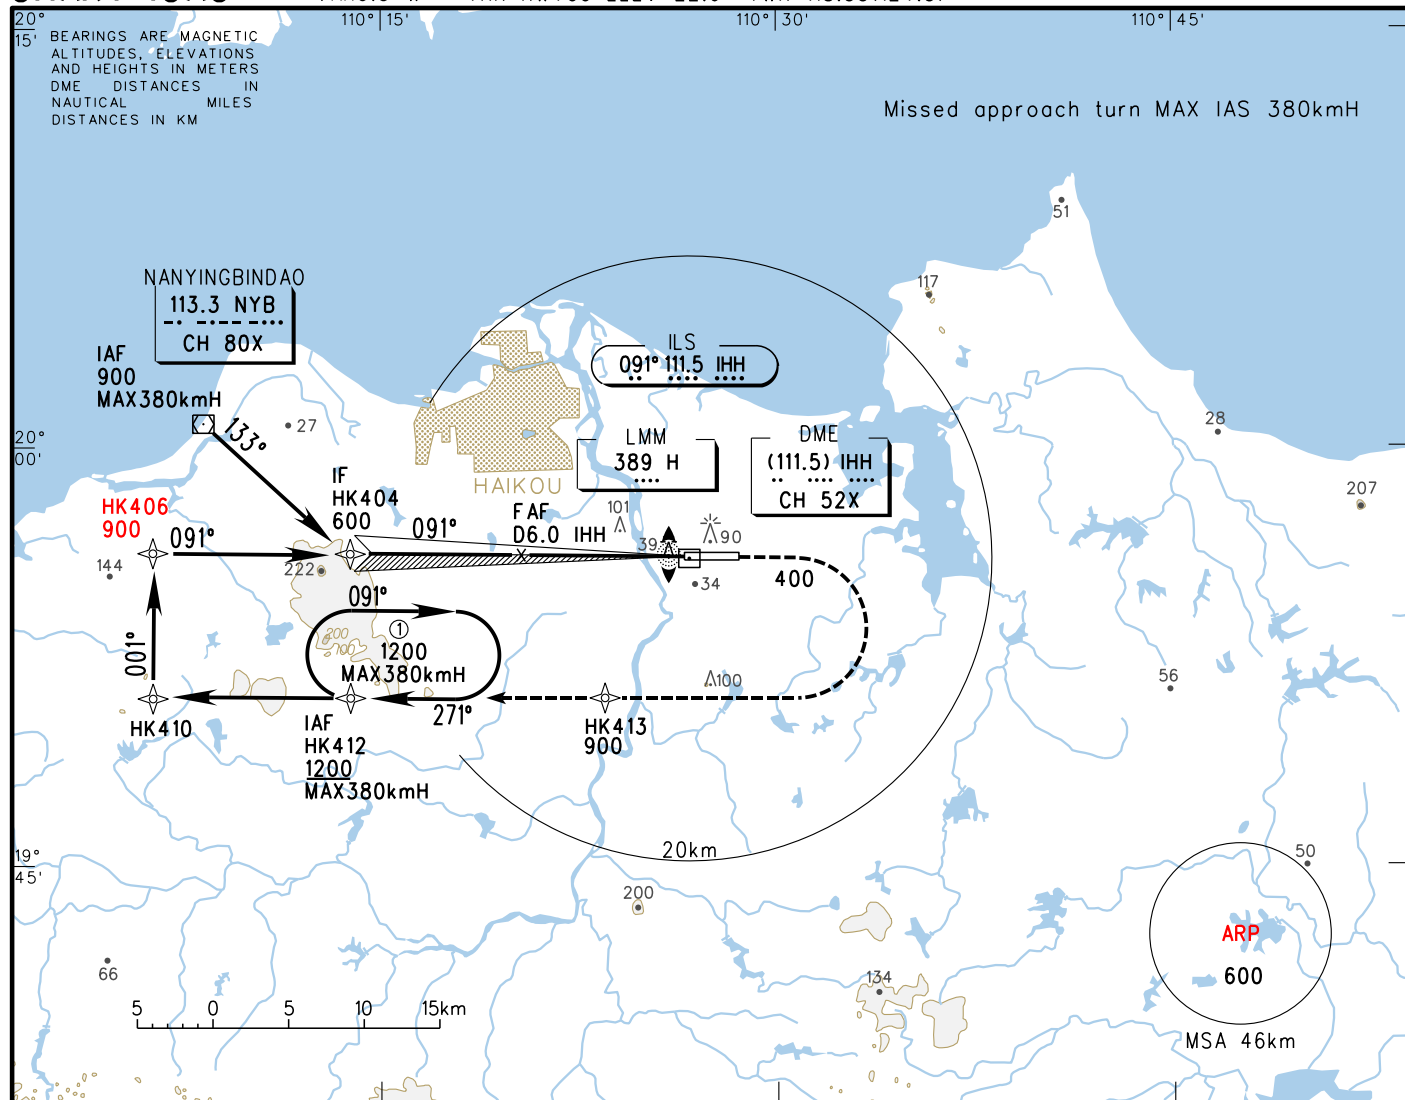 20°
15'
110° 15'
110° 30'
110° 45'
BEARINGS ARE MAGNETIC
ALTITUDES, ELEVATIONS
AND HEIGHTS IN METERS
DME DISTANCES IN
NAUTICAL MILES
DISTANCES IN KM
Missed approach turn MAX IAS 380kmH
51
117
NANYINGBINDAO
113.3 NYB
CH 80X
IAF
900
MAX380kmH
133°
27
ILS
091° 111.5 IHH
LMM
389 H
DME
(111.5) IHH
CH 52X
28
20°
00'
HAIKOU
IF
HK404
600
FAF
D6.0 IHH
101
90
39
34
207
HK406
900
091°
091°
144
222
400
001°
091°
①
1200
MAX380kmH
200
100
100
56
271°
HK410
IAF
HK412
1200
MAX380kmH
HK413
900
20km
19°
45'
50
200
ARP
600
MSA 46km
66
134
5 0 5 10 15km